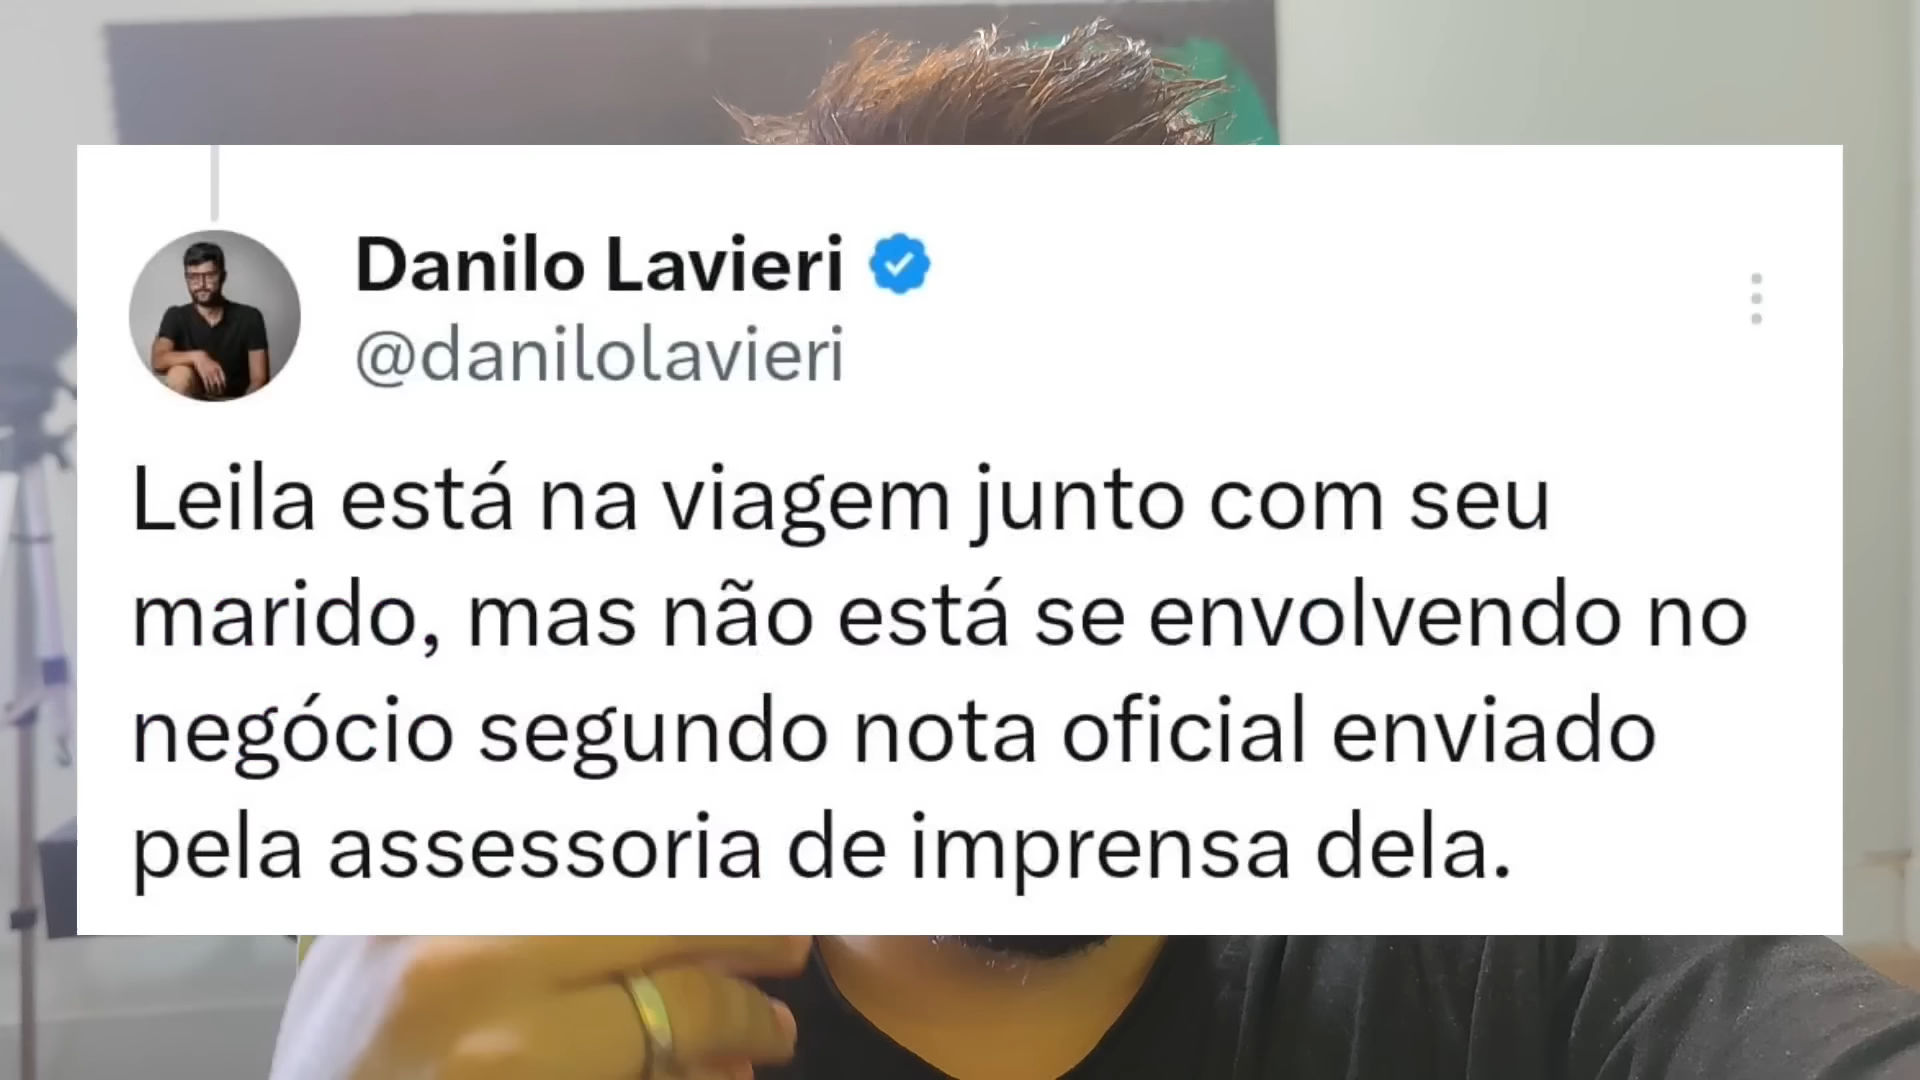 Danilo Lavieri
@danilolavieri
Leila está na viagem junto com seu
marido, mas não está se envolvendo no
negócio segundo nota oficial enviado
pela assessoria de imprensa dela.